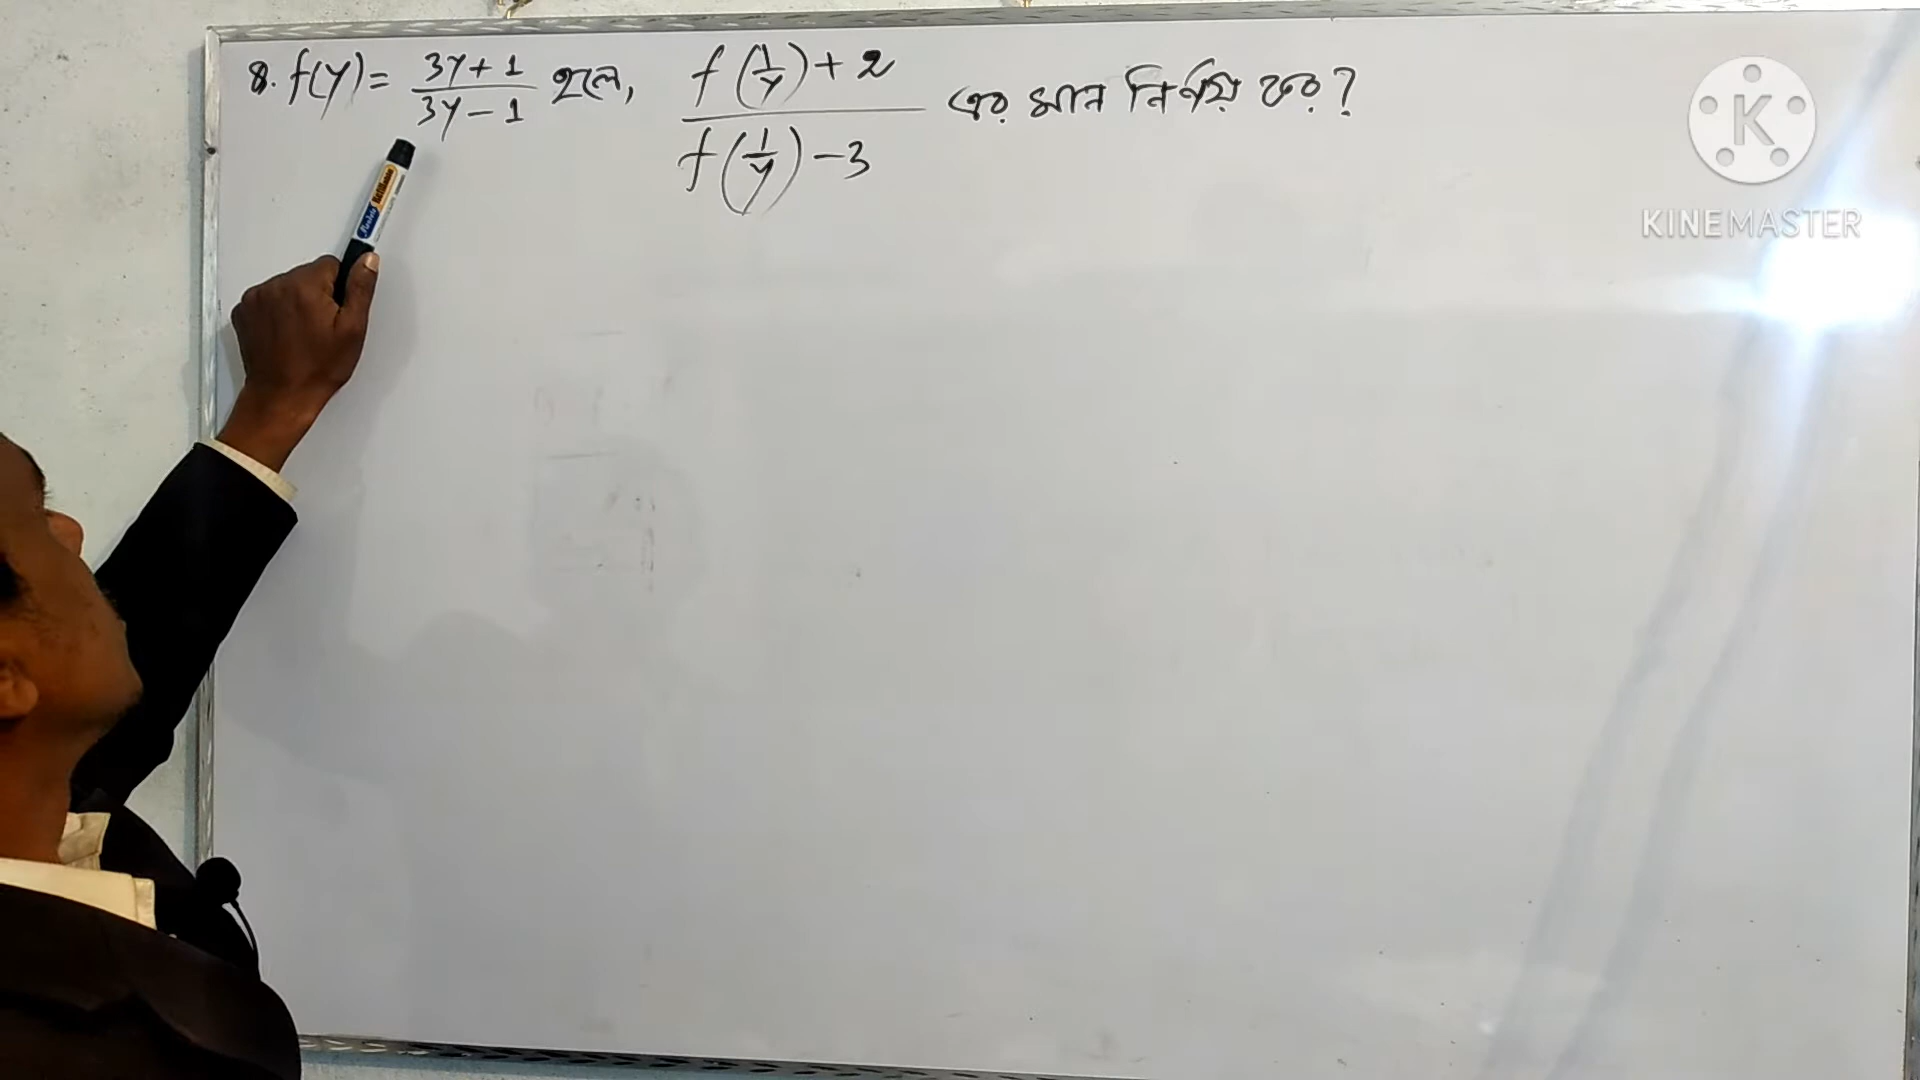 8. f(y) = 3y+1 / 3y-1 হলে, f(1/y)+2 / f(1/y)-3 এর মান নির্ণয় কর?
K
KINEMASTER